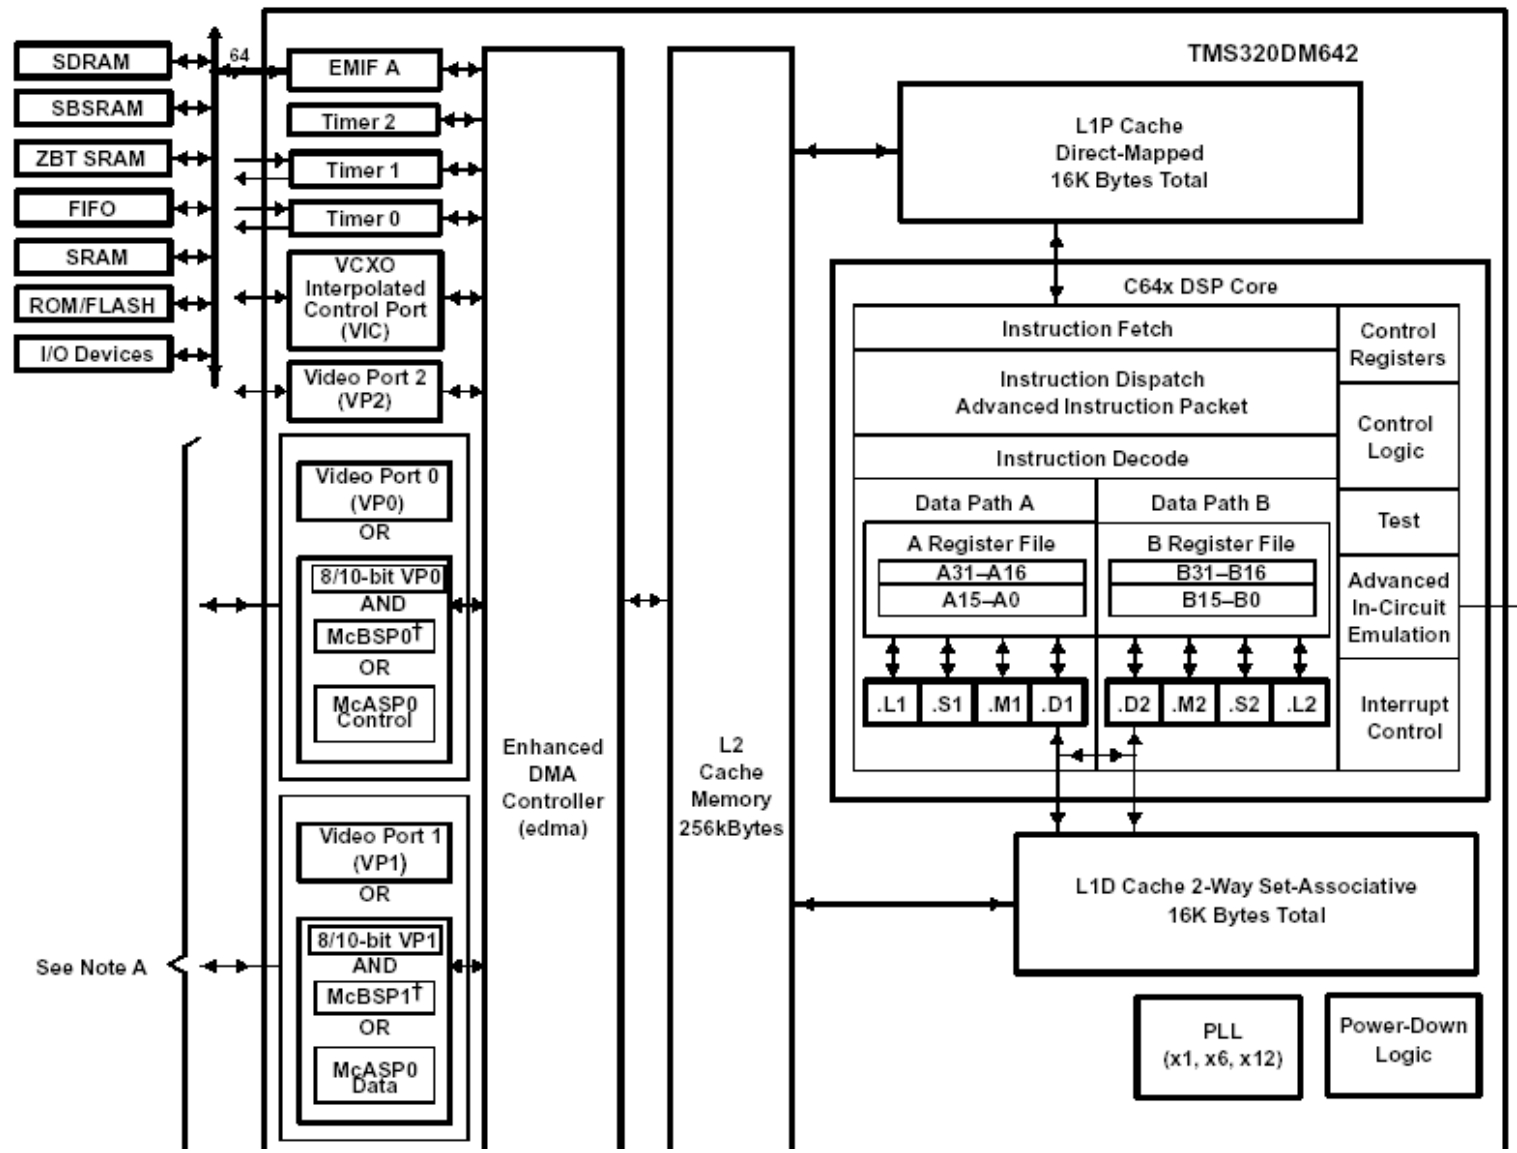 TMS320DM642
SDRAM
SBSRAM
ZBT SRAM
FIFO
SRAM
ROM/FLASH
I/O Devices
64
EMIF A
Timer 2
Timer 1
Timer 0
VCXO
Interpolated
Control Port
(VIC)
Video Port 2
(VP2)
Video Port 0
(VP0)
OR
8/10-bit VP0
AND
McBSP0†
OR
McASP0
Control
Video Port 1
(VP1)
OR
8/10-bit VP1
AND
McBSP1†
OR
McASP0
Data
See Note A
Enhanced
DMA
Controller
(edma)
L2
Cache
Memory
256kBytes
L1P Cache
Direct-Mapped
16K Bytes Total
C64x DSP Core
Instruction Fetch
Instruction Dispatch
Advanced Instruction Packet
Instruction Decode
Data Path A
A Register File
A31–A16
A15–A0
.L1 .S1 .M1 .D1
Data Path B
B Register File
B31–B16
B15–B0
.D2 .M2 .S2 .L2
Control
Registers
Control
Logic
Test
Advanced
In-Circuit
Emulation
Interrupt
Control
L1D Cache 2-Way Set-Associative
16K Bytes Total
PLL
(x1, x6, x12)
Power-Down
Logic